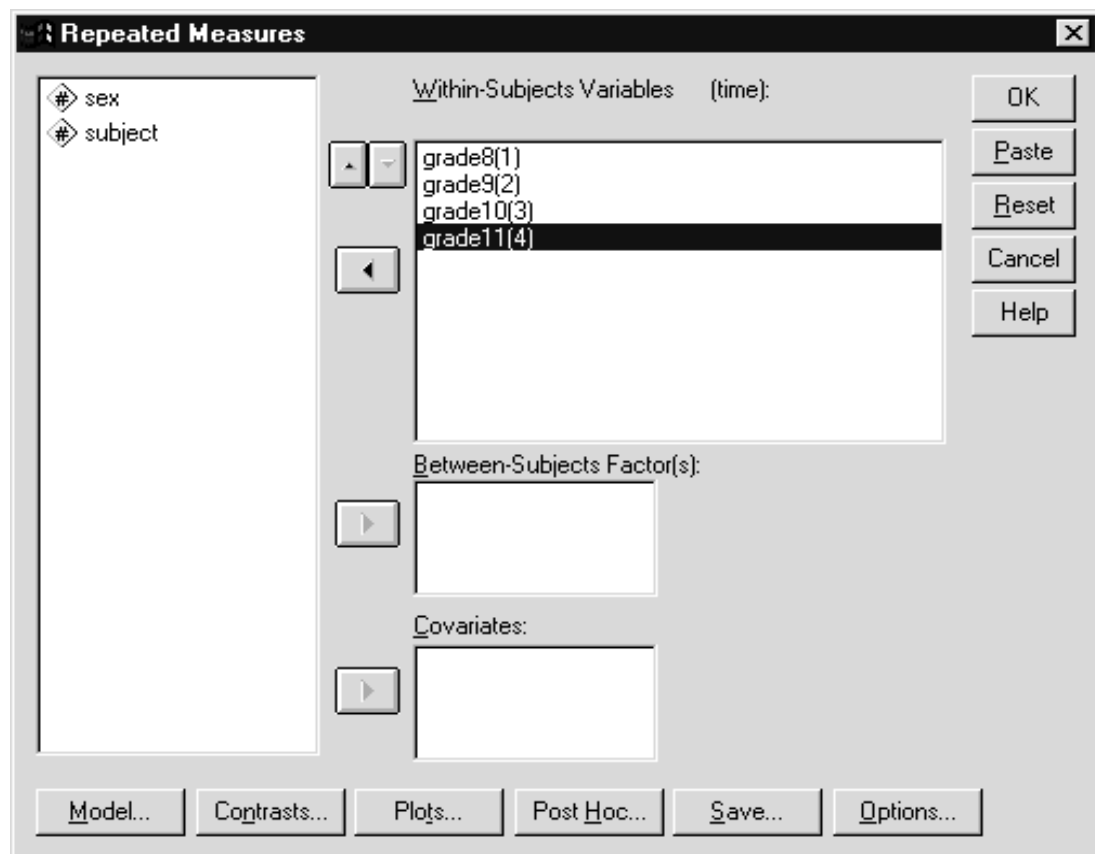 Repeated Measures
sex
subject
Within-Subjects Variables (time):
grade8(1)
grade9(2)
grade10(3)
grade11(4)
OK
Paste
Reset
Cancel
Help
Between-Subjects Factor(s):
Covariates:
Model... Contrasts... Plots... Post Hoc... Save... Options...